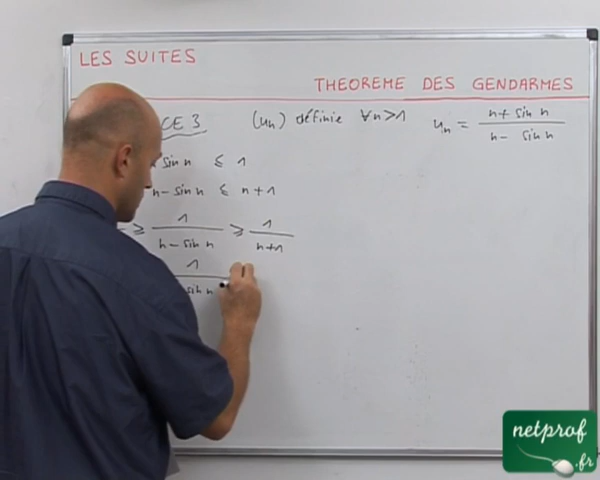 LES SUITES
THEOREME DES GENDARMES
CE 3 (un) définie ∀n>1 un = n+ sin n / n- sin n
sin n ≤ 1
n- sin n ≤ n+1
≥ 1 / n- sin n ≥ 1 / n+1
1 / sin n
netprof
.fr